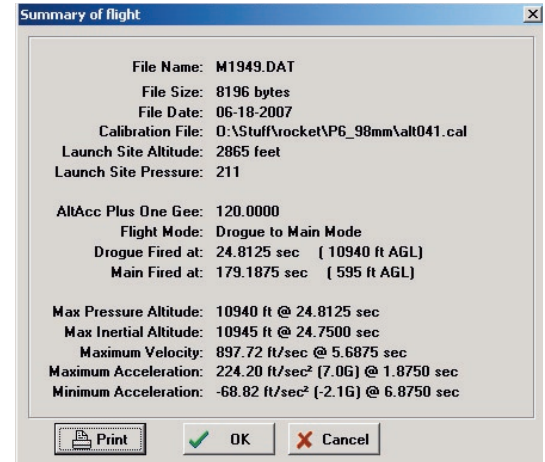 Summary of flight
File Name: M1949.DAT
File Size: 8196 bytes
File Date: 06-18-2007
Calibration File: O:\Stuff\rocket\P6_98mm\alt041.cal
Launch Site Altitude: 2865 feet
Launch Site Pressure: 211
AltAcc Plus One Gee: 120.0000
Flight Mode: Drogue to Main Mode
Drogue Fired at: 24.8125 sec ( 10940 ft AGL)
Main Fired at: 179.1875 sec ( 595 ft AGL)
Max Pressure Altitude: 10940 ft @ 24.8125 sec
Max Inertial Altitude: 10945 ft @ 24.7500 sec
Maximum Velocity: 897.72 ft/sec @ 5.6875 sec
Maximum Acceleration: 224.20 ft/sec² (7.0G) @ 1.8750 sec
Minimum Acceleration: -68.82 ft/sec² (-2.1G) @ 6.8750 sec
Print OK Cancel